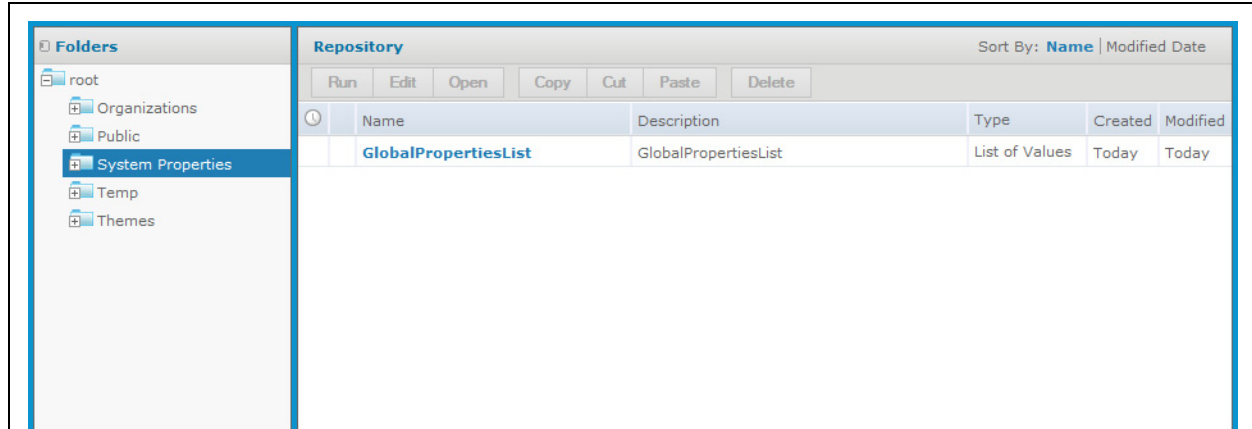 Folders
root
Organizations
Public
System Properties
Temp
Themes
Repository Sort By: Name | Modified Date
Run Edit Open Copy Cut Paste Delete
Name Description Type Created Modified
GlobalPropertiesList GlobalPropertiesList List of Values Today Today